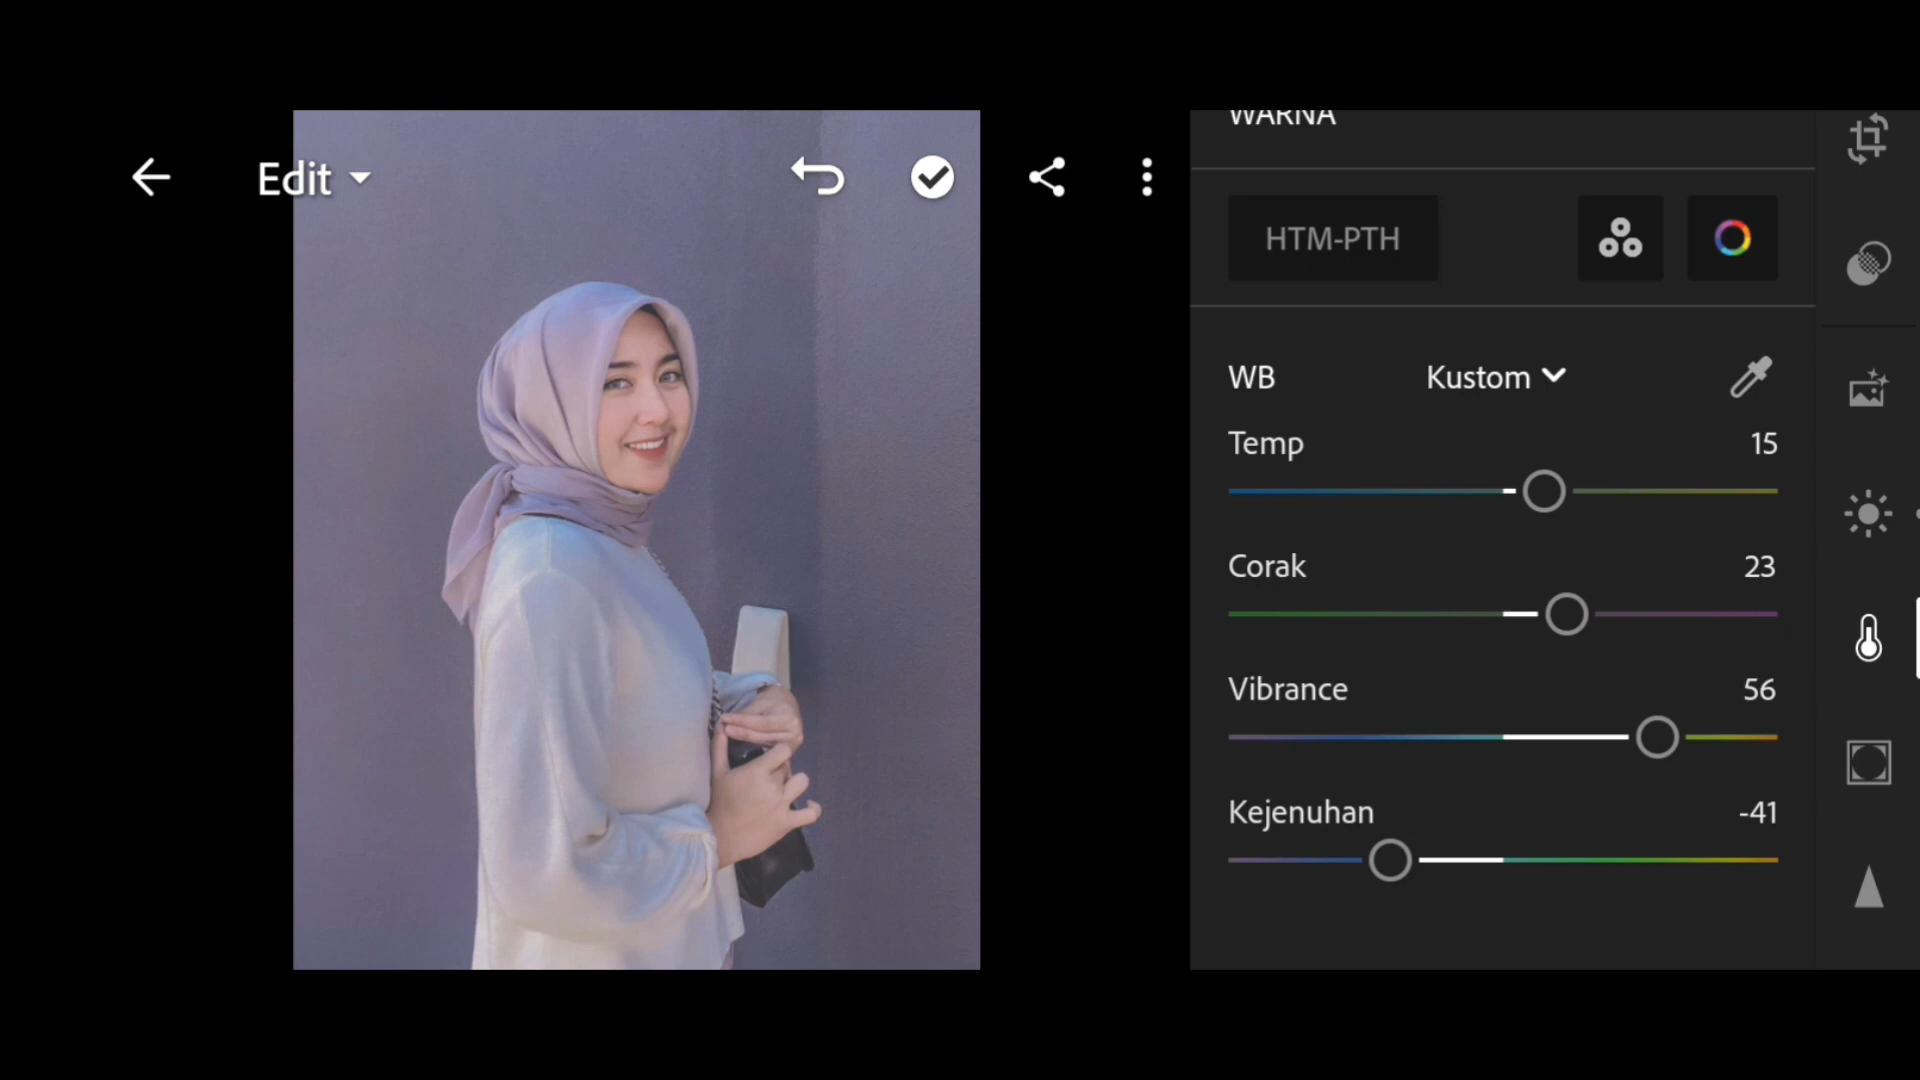 Edit
WARNA
HTM-PTH
WB Kustom
Temp 15
Corak 23
Vibrance 56
Kejenuhan -41